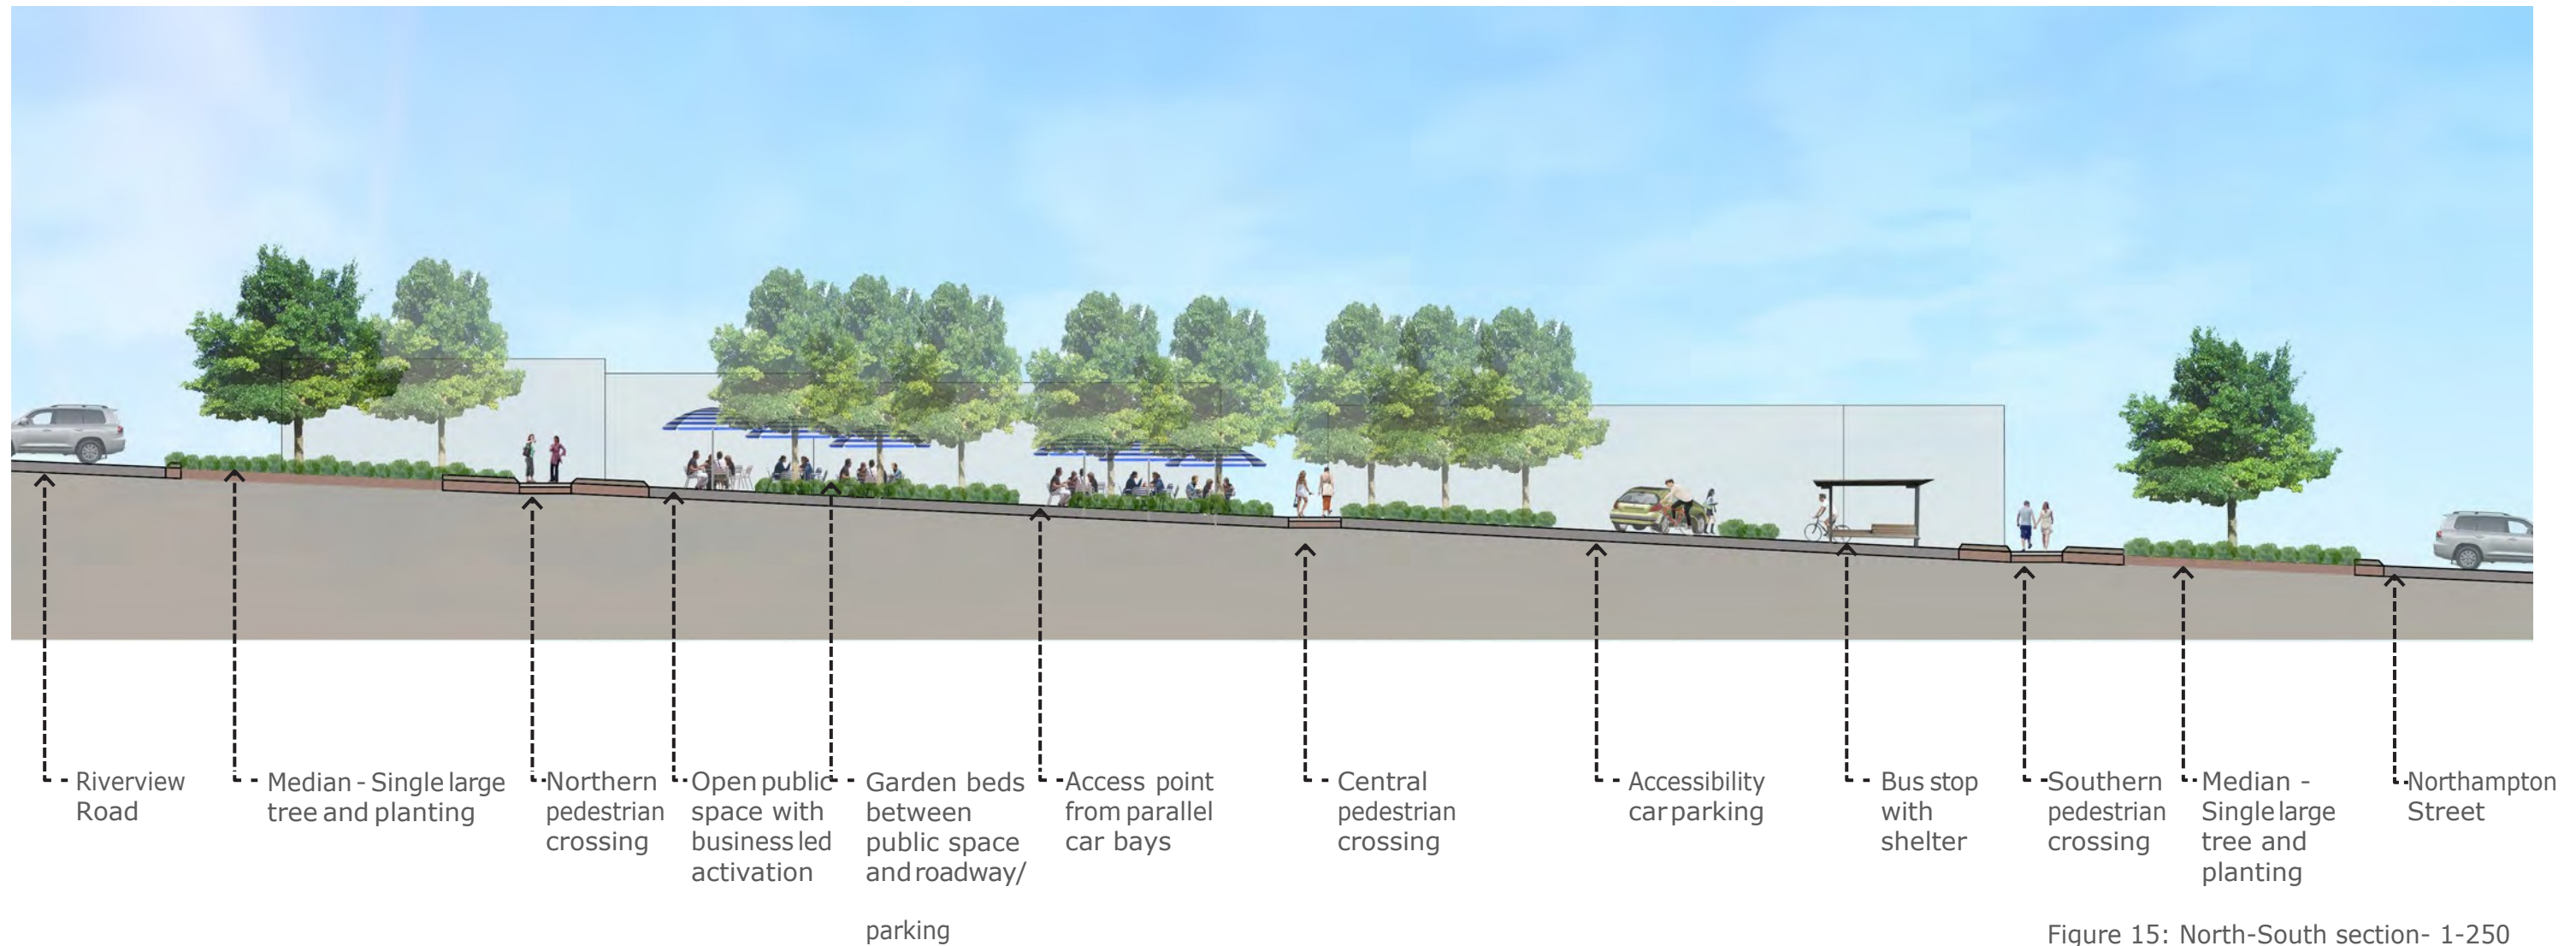 Riverview
Road
Median - Single large
tree and planting
Northern
pedestrian
crossing
Open public
space with
business led
activation
Garden beds
between
public space
and roadway/
parking
Access point
from parallel
car bays
Central
pedestrian
crossing
Accessibility
car parking
Bus stop
with
shelter
Southern
pedestrian
crossing
Median -
Single large
tree and
planting
Northampton
Street
Figure 15: North-South section- 1-250